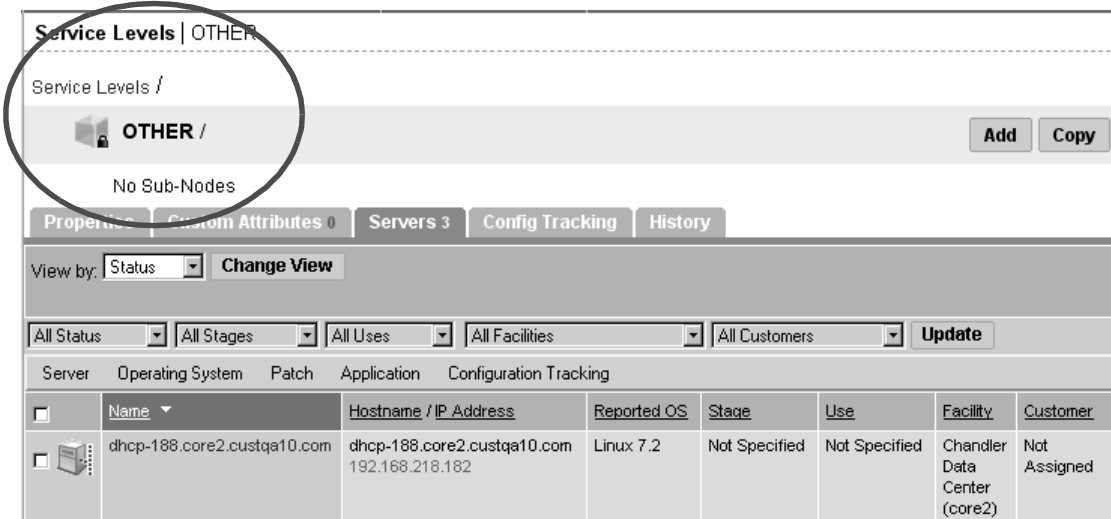 Service Levels | OTHER
Service Levels /
OTHER /
Add Copy
No Sub-Nodes
Properties Custom Attributes 0 Servers 3 Config Tracking History
View by: Status Change View
All Status All Stages All Uses All Facilities All Customers Update
Server Operating System Patch Application Configuration Tracking
Name Hostname / IP Address Reported OS Stage Use Facility Customer
dhcp-188.core2.custqa10.com dhcp-188.core2.custqa10.com Linux 7.2 Not Specified Not Specified Chandler Not
192.168.218.182 Data Assigned
Center
(core2)